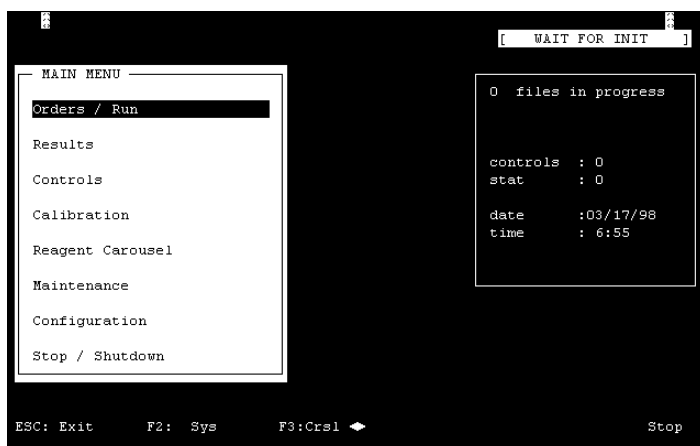 [ WAIT FOR INIT ]
MAIN MENU
Orders / Run
Results
Controls
Calibration
Reagent Carousel
Maintenance
Configuration
Stop / Shutdown
0 files in progress
controls : 0
stat : 0
date :03/17/98
time : 6:55
ESC: Exit F2: Sys F3:Crsl Stop